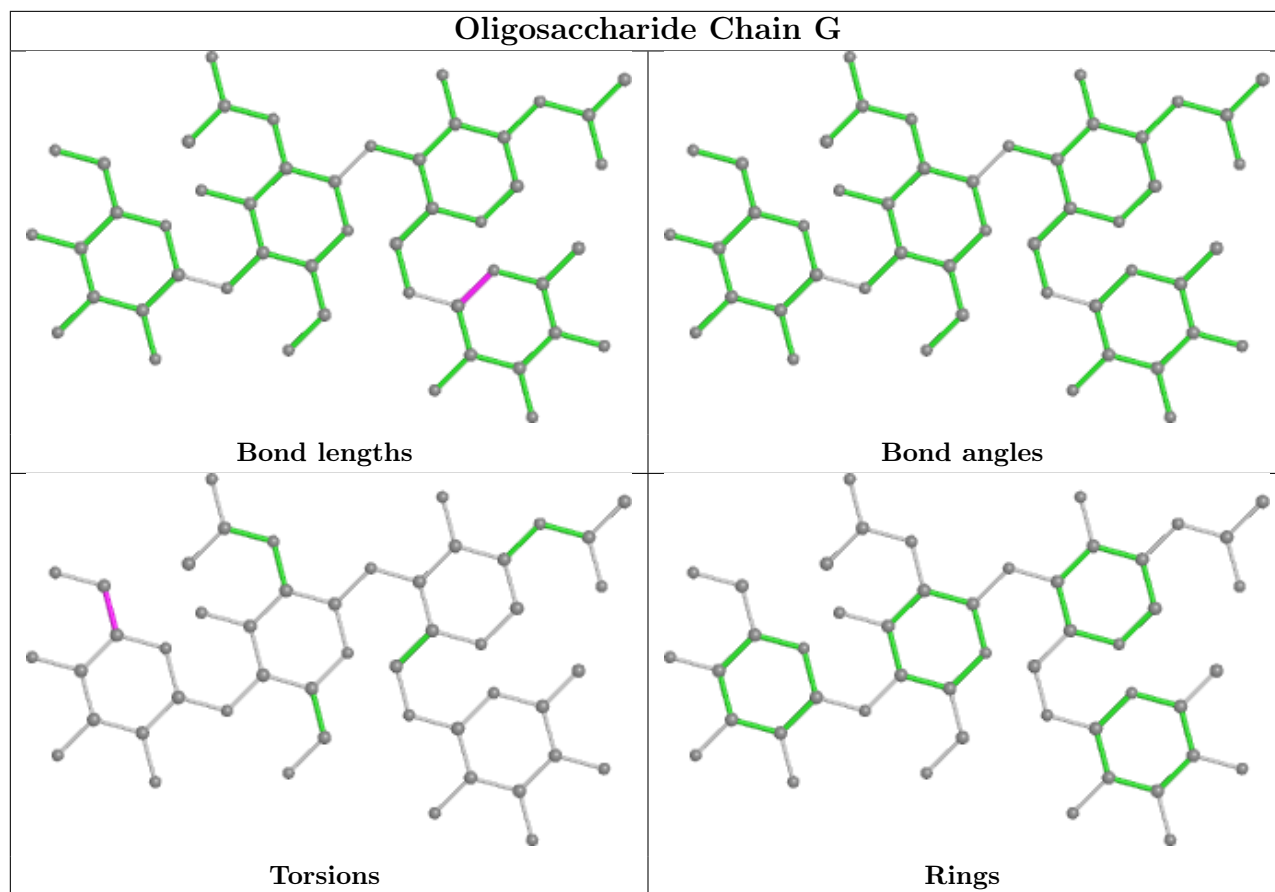 Oligosaccharide Chain G
Bond lengths
Bond angles
Torsions
Rings